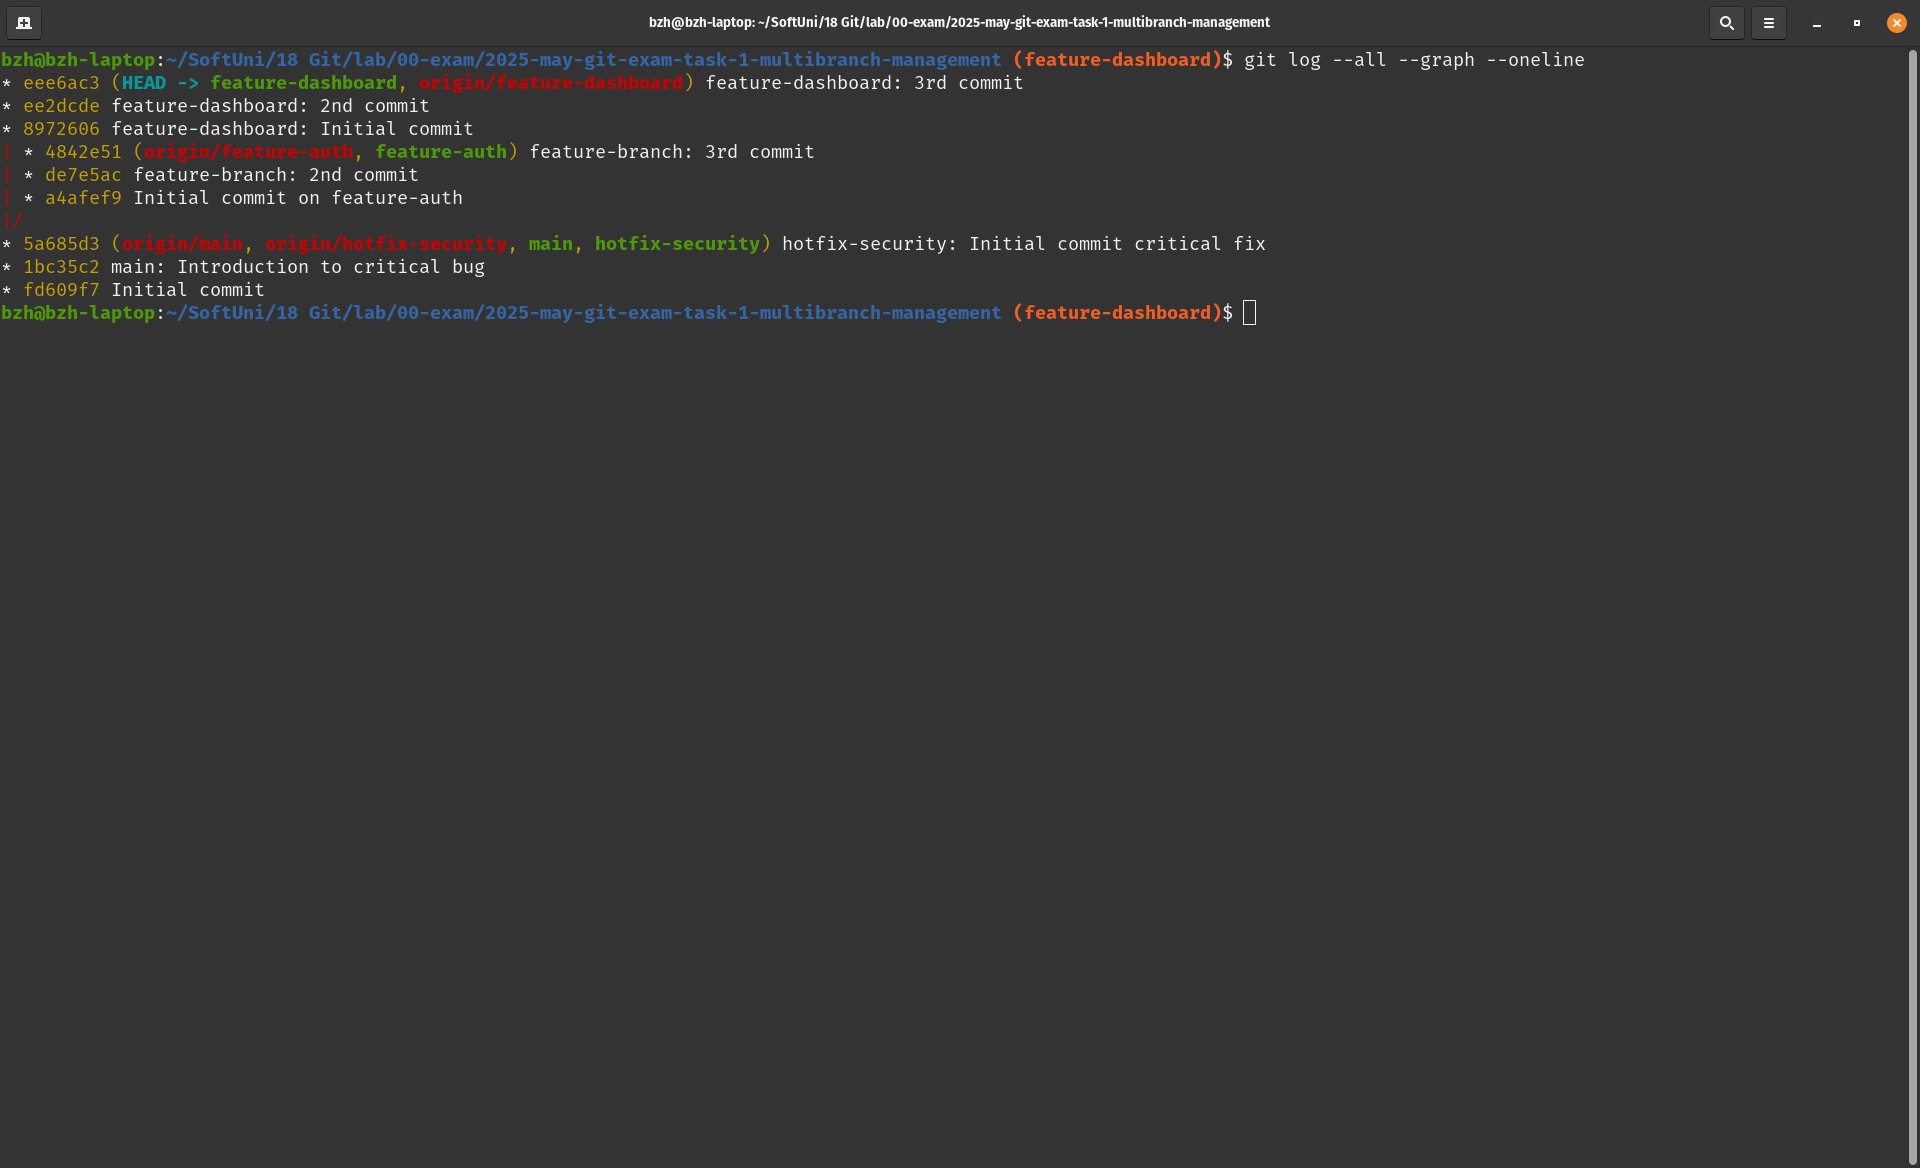 bzh@bzh-laptop: ~/SoftUni/18 Git/lab/00-exam/2025-may-git-exam-task-1-multibranch-management
bzh@bzh-laptop:~/SoftUni/18 Git/lab/00-exam/2025-may-git-exam-task-1-multibranch-management (feature-dashboard)$ git log --all --graph --oneline
* eee6ac3 (HEAD -> feature-dashboard, origin/feature-dashboard) feature-dashboard: 3rd commit
* ee2dcde feature-dashboard: 2nd commit
* 8972606 feature-dashboard: Initial commit
| * 4842e51 (origin/feature-auth, feature-auth) feature-branch: 3rd commit
| * de7e5ac feature-branch: 2nd commit
| * a4afef9 Initial commit on feature-auth
|/
* 5a685d3 (origin/main, origin/hotfix-security, main, hotfix-security) hotfix-security: Initial commit critical fix
* 1bc35c2 main: Introduction to critical bug
* fd609f7 Initial commit
bzh@bzh-laptop:~/SoftUni/18 Git/lab/00-exam/2025-may-git-exam-task-1-multibranch-management (feature-dashboard)$